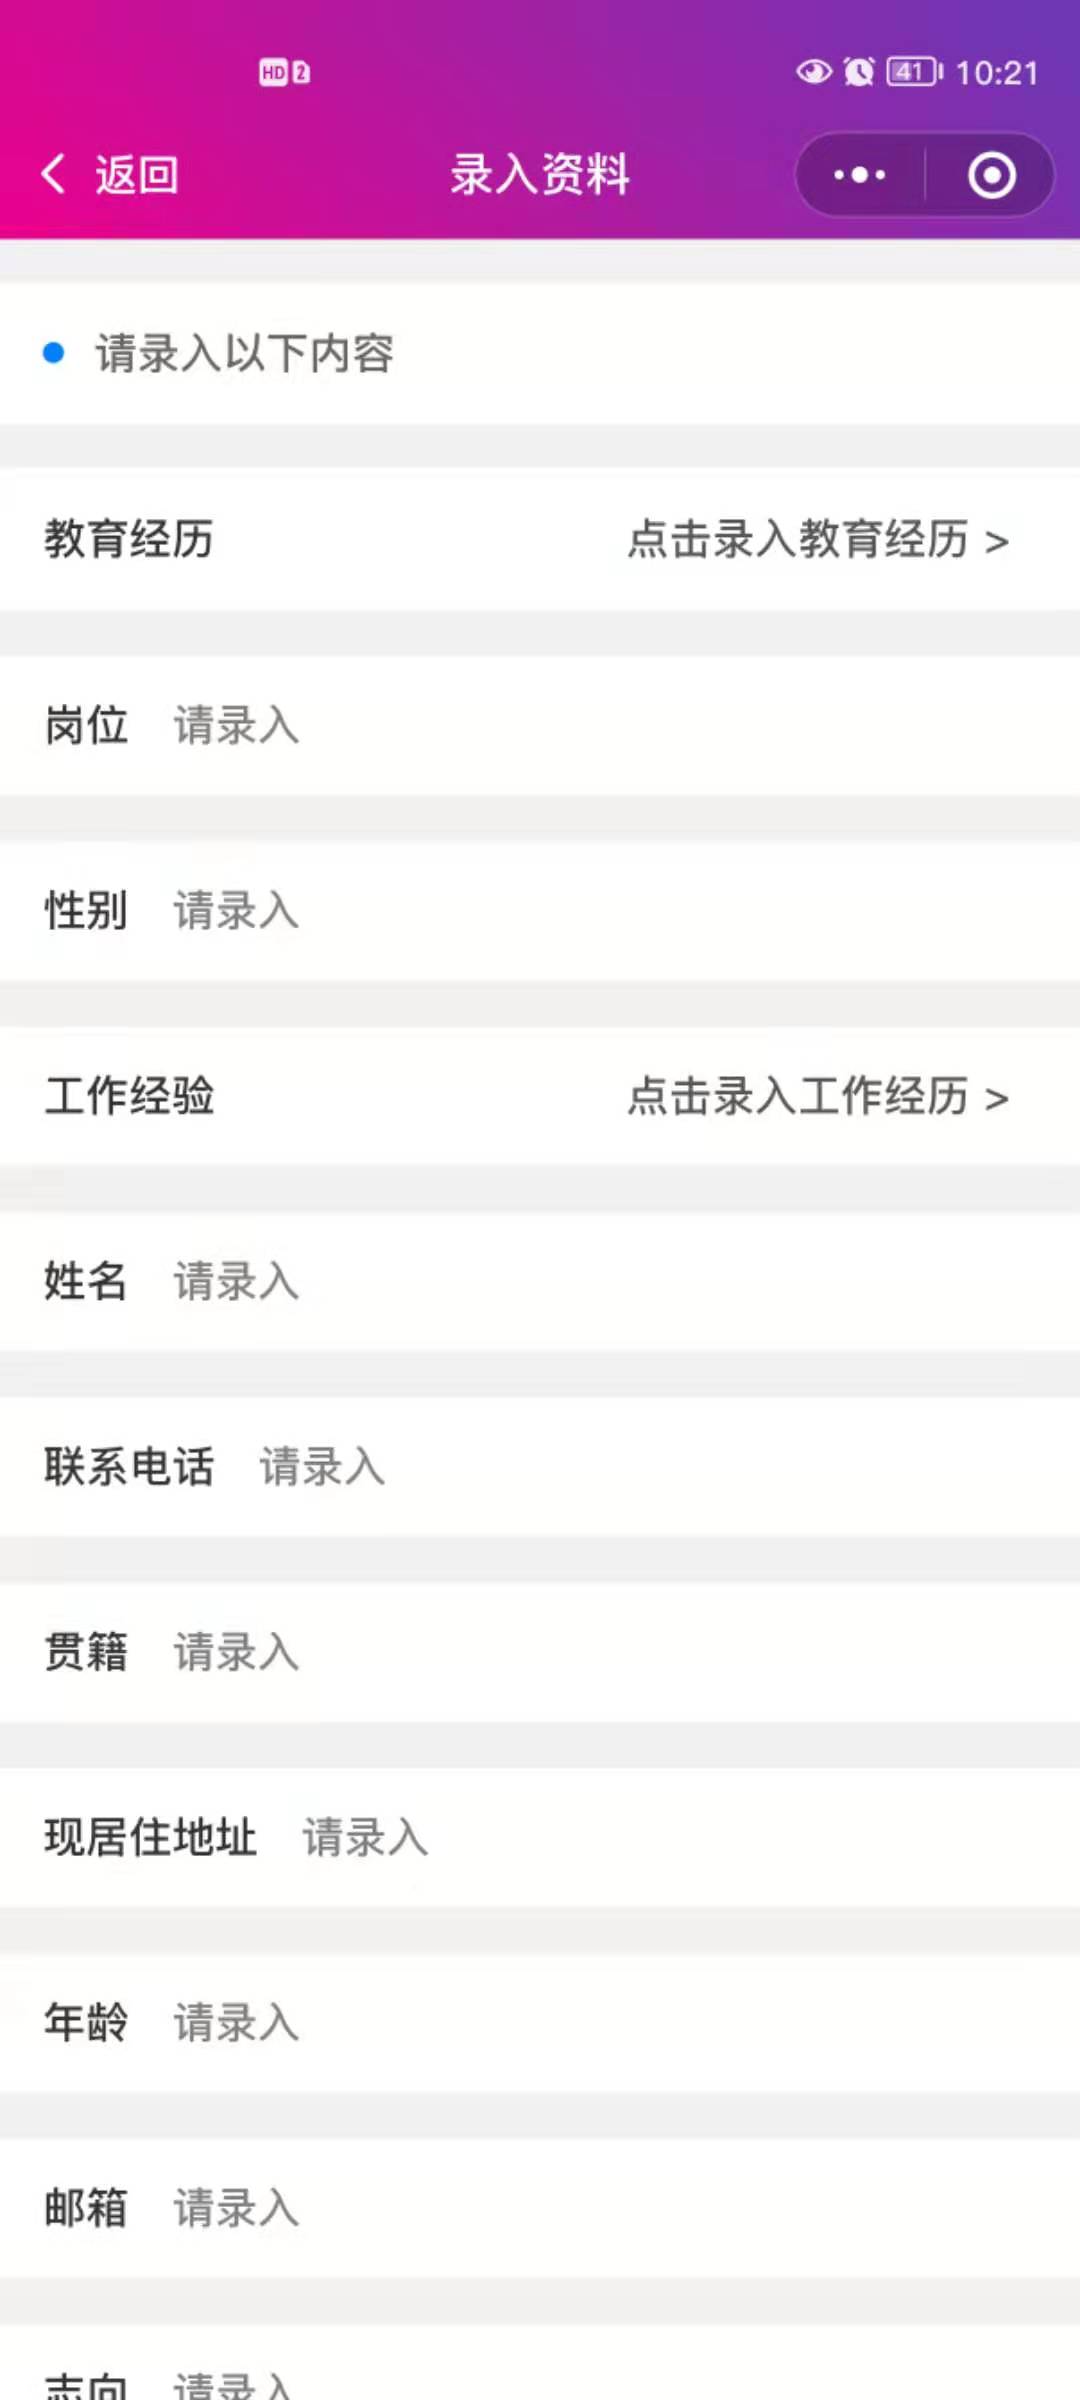 HD 2 41 10:21
返回 录入资料
请录入以下内容
教育经历 点击录入教育经历 >
岗位 请录入
性别 请录入
工作经验 点击录入工作经历 >
姓名 请录入
联系电话 请录入
贯籍 请录入
现居住地址 请录入
年龄 请录入
邮箱 请录入
志向 请录入